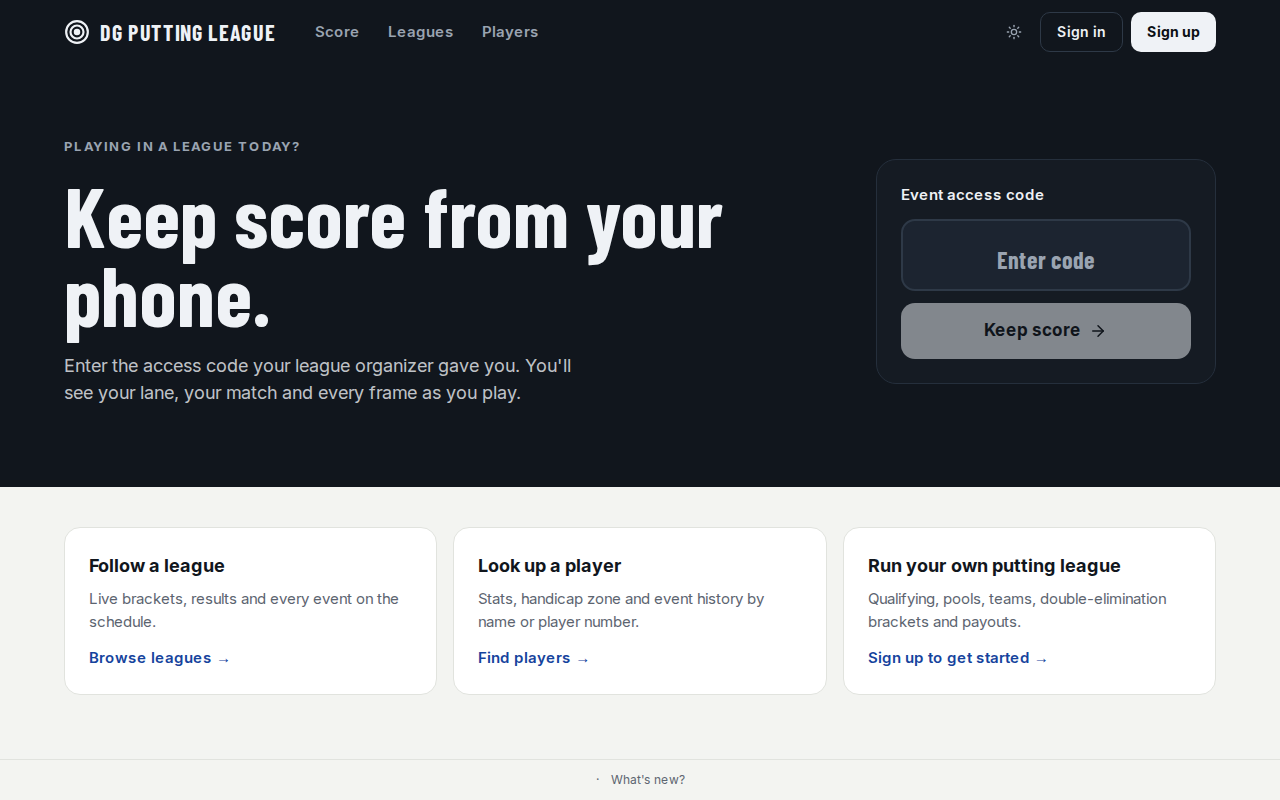 DG PUTTING LEAGUE
Score
Leagues
Players
Sign in
Sign up
PLAYING IN A LEAGUE TODAY?
Keep score from your
phone.
Enter the access code your league organizer gave you. You'll
see your lane, your match and every frame as you play.
Event access code
Enter code
Keep score →
Follow a league
Live brackets, results and every event on the
schedule.
Browse leagues →
Look up a player
Stats, handicap zone and event history by
name or player number.
Find players →
Run your own putting league
Qualifying, pools, teams, double-elimination
brackets and payouts.
Sign up to get started →
· What's new?